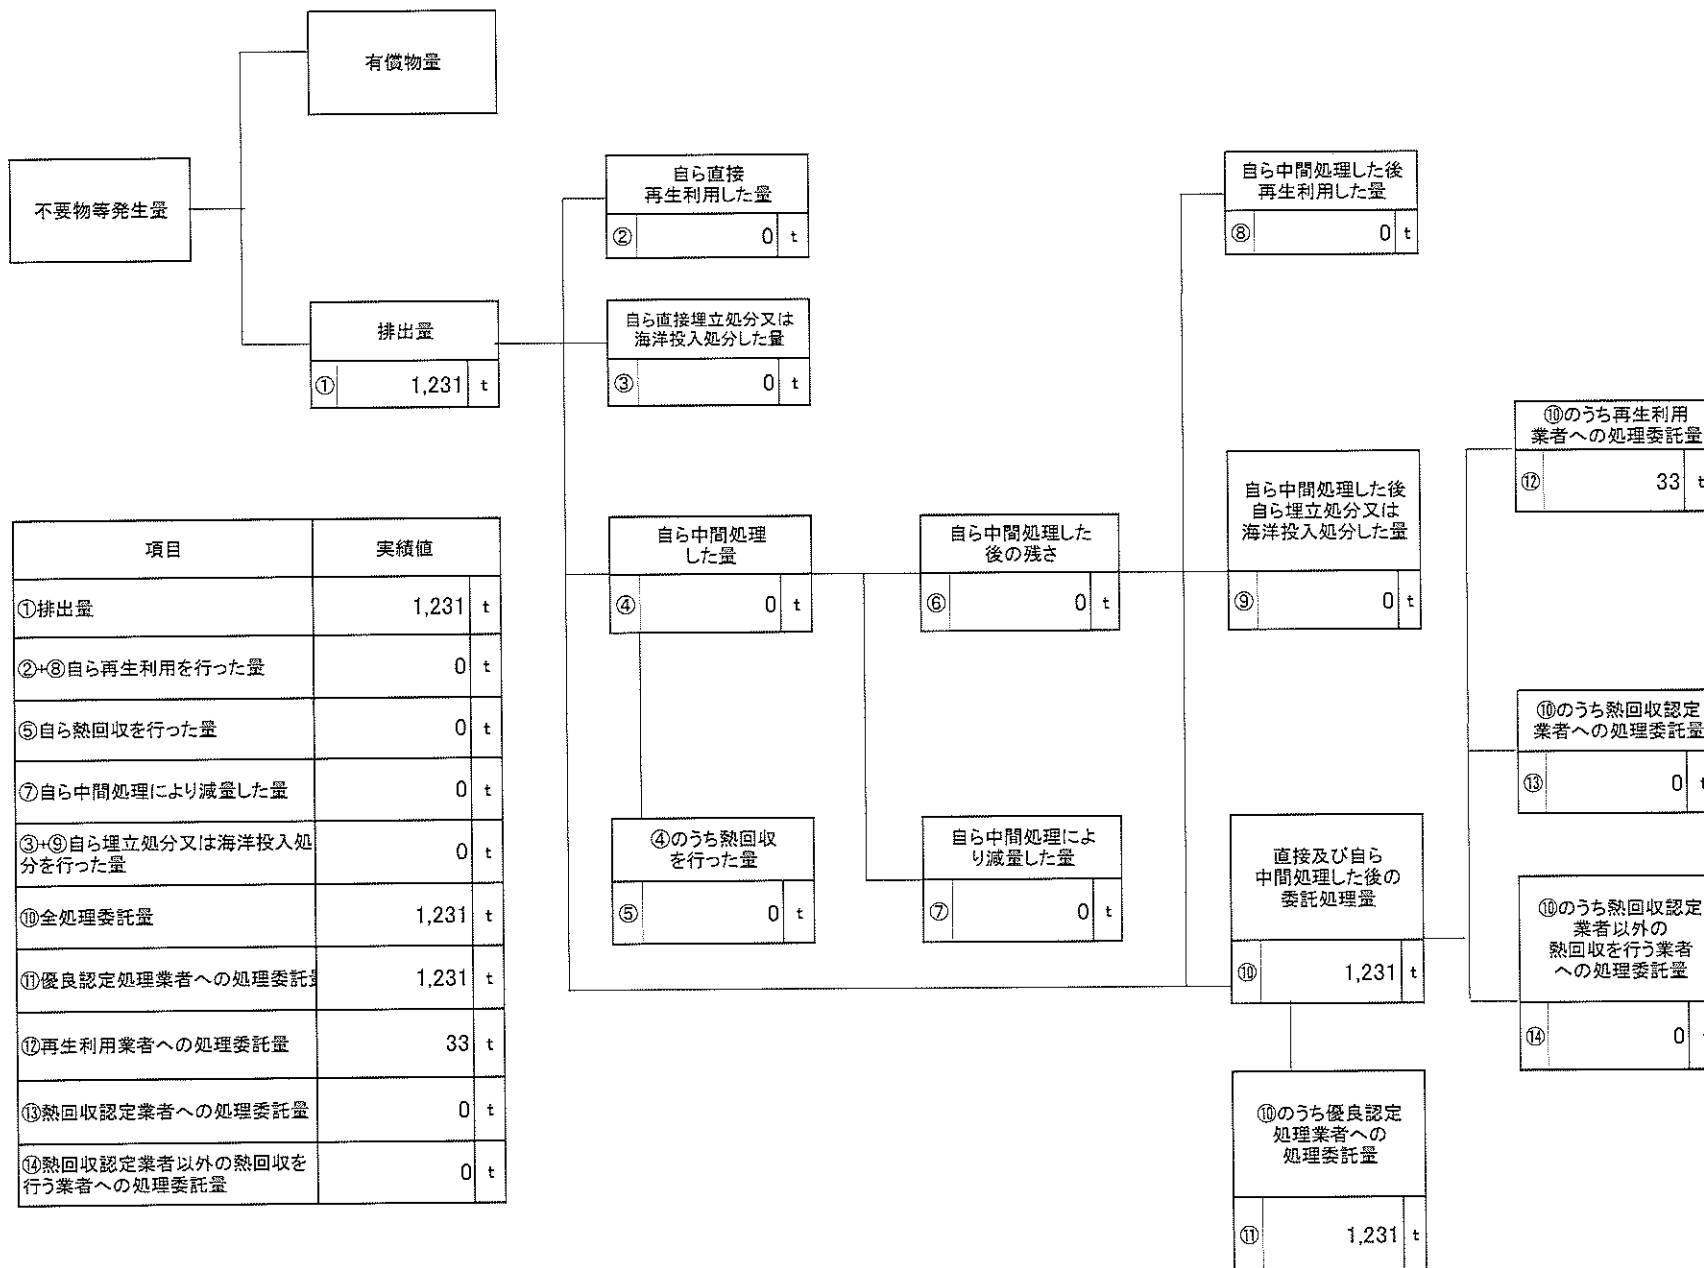 有償物量
不要物等発生量
排出量
① 1,231 t
自ら直接
再生利用した量
② 0 t
自ら直接埋立処分又は
海洋投入処分した量
③ 0 t
自ら中間処理
した量
④ 0 t
④のうち熱回収
を行った量
⑤ 0 t
自ら中間処理した
後の残さ
⑥ 0 t
自ら中間処理によ
り減量した量
⑦ 0 t
自ら中間処理した後
再生利用した量
⑧ 0 t
自ら中間処理した後
自ら埋立処分又は
海洋投入処分した量
⑨ 0 t
直接及び自ら
中間処理した後の
委託処理量
⑩ 1,231 t
⑩のうち優良認定
処理業者への
処理委託量
⑪ 1,231 t
⑩のうち再生利用
業者への処理委託量
⑫ 33 t
⑩のうち熱回収認定
業者への処理委託量
⑬ 0 t
⑩のうち熱回収認定
業者以外の
熱回収を行う業者
への処理委託量
⑭ 0
項目 実績値
①排出量 1,231 t
②+⑧自ら再生利用を行った量 0 t
⑤自ら熱回収を行った量 0 t
⑦自ら中間処理により減量した量 0 t
③+⑨自ら埋立処分又は海洋投入処
分を行った量 0 t
⑩全処理委託量 1,231 t
⑪優良認定処理業者への処理委託量 1,231 t
⑫再生利用業者への処理委託量 33 t
⑬熱回収認定業者への処理委託量 0 t
⑭熱回収認定業者以外の熱回収を
行う業者への処理委託量 0 t